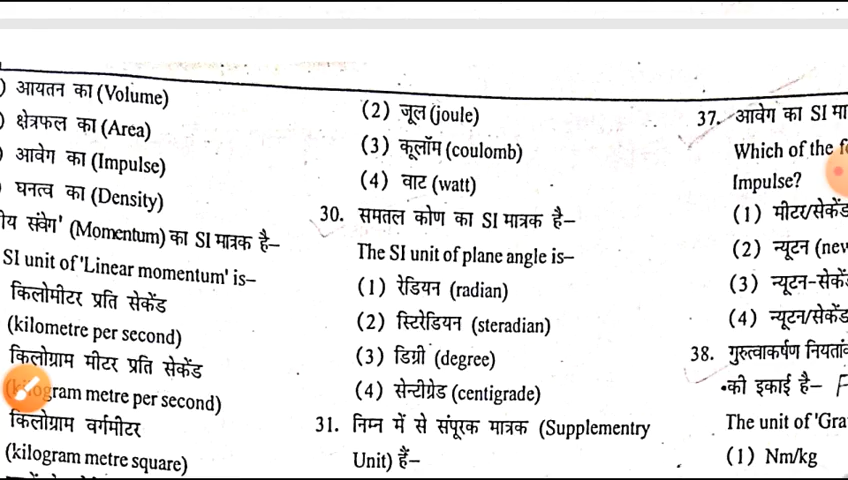 ) आयतन का (Volume)
) क्षेत्रफल का (Area)
) आवेग का (Impulse)
घनत्व का (Density)
संवेग' (Momentum) का SI मात्रक है–
SI unit of 'Linear momentum' is–
किलोमीटर प्रति सेकेंड
(kilometre per second)
किलोग्राम मीटर प्रति सेकेंड
gram metre per second)
किलोग्राम वर्गमीटर
(kilogram metre square)
(2) जूल (joule)
(3) कूलॉम (coulomb)
(4) वाट (watt)
30. समतल कोण का SI मात्रक है–
The SI unit of plane angle is–
(1) रेडियन (radian)
(2) स्टिरेडियन (steradian)
(3) डिग्री (degree)
(4) सेन्टीग्रेड (centigrade)
31. निम्न में से संपूरक मात्रक (Supplementry
Unit) हैं–
37. आवेग का SI मा
Which of the f
Impulse?
(1) मीटर/सेकेंड
(2) न्यूटन (new
(3) न्यूटन-सेकें
(4) न्यूटन/सेकेंड
38. गुरुत्वाकर्षण नियतां
की इकाई है– F
The unit of 'Gra
(1) Nm/kg